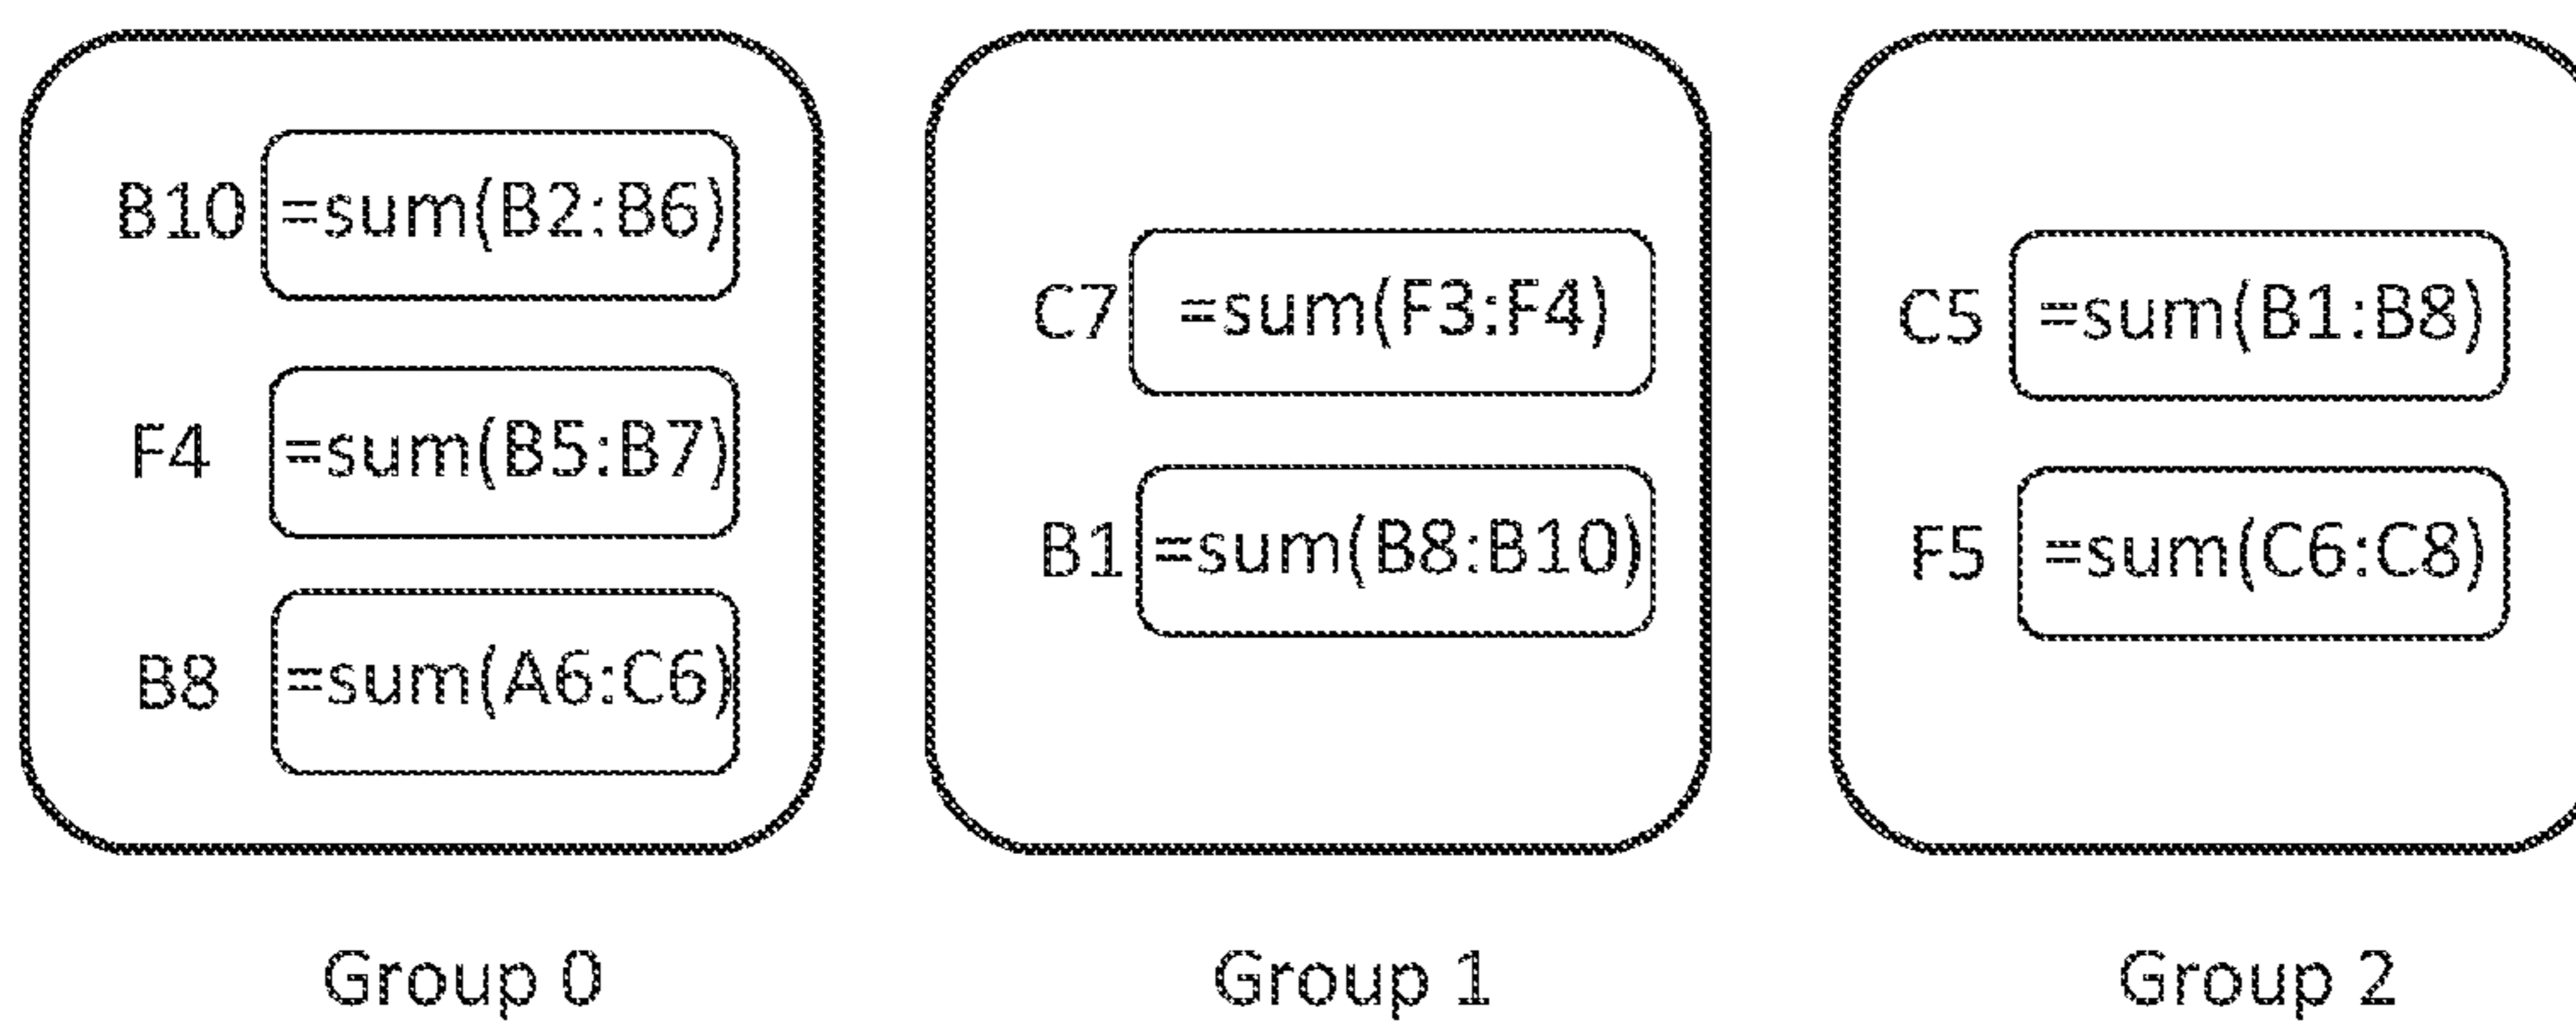 B10 =sum(B2:B6)
F4 =sum(B5:B7)
B8 =sum(A6:C6)
Group 0
C7 =sum(F3:F4)
B1 =sum(B8:B10)
Group 1
C5 =sum(B1:B8)
F5 =sum(C6:C8)
Group 2